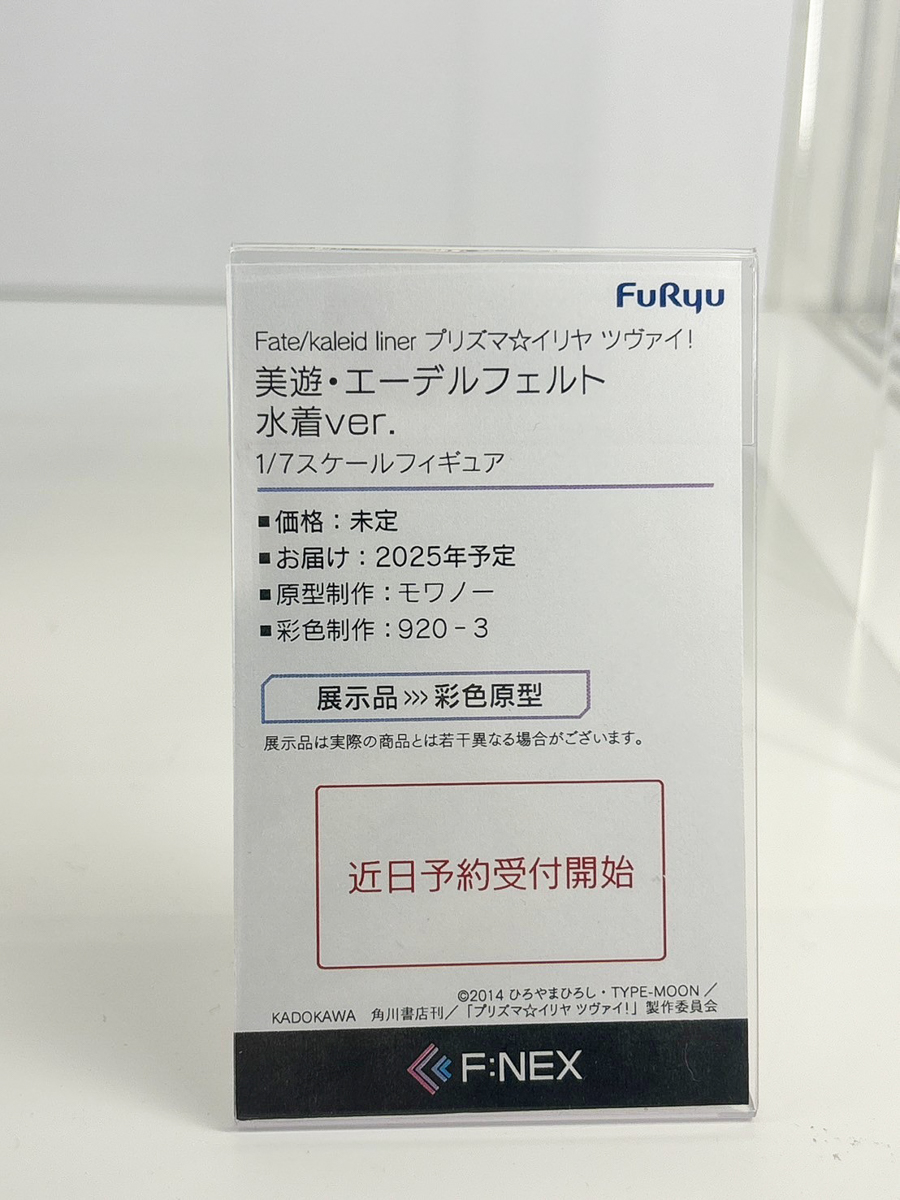 FuRyu
Fate/kaleid liner プリズマ☆イリヤ ツヴァイ!
美遊・エーデルフェルト
水着ver.
1/7スケールフィギュア
■価格：未定
■お届け：2025年予定
■原型制作：モワノー
■彩色制作：920-3
展示品 >>> 彩色原型
展示品は実際の商品とは若干異なる場合がございます。
近日予約受付開始
©2014 ひろやまひろし・TYPE-MOON／
KADOKAWA 角川書店刊／「プリズマ☆イリヤ ツヴァイ!」製作委員会
F:NEX